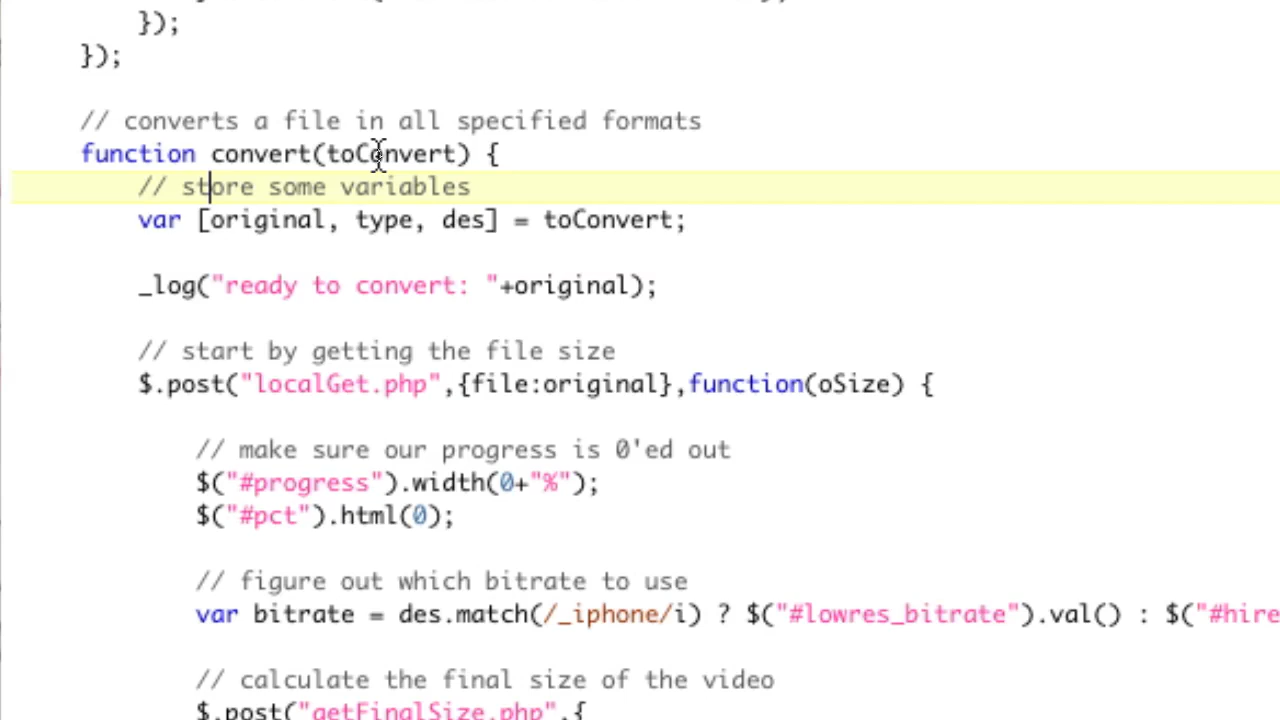 });
});
// converts a file in all specified formats
function convert(toConvert) {
// store some variables
var [original, type, des] = toConvert;
_log("ready to convert: "+original);
// start by getting the file size
$.post("localGet.php",{file:original},function(oSize) {
// make sure our progress is 0'ed out
$("#progress").width(0+"%");
$("#pct").html(0);
// figure out which bitrate to use
var bitrate = des.match(/_iphone/i) ? $("#lowres_bitrate").val() : $("#hire
// calculate the final size of the video
$.post("getFinalSize.php",{